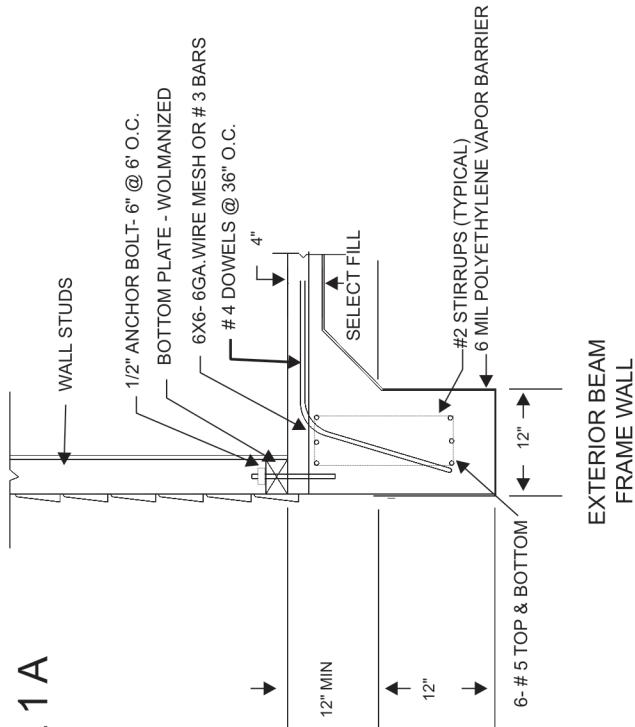 1 A
WALL STUDS
1/2" ANCHOR BOLT- 6" @ 6' O.C.
BOTTOM PLATE - WOLMANIZED
6X6- 6GA.WIRE MESH OR # 3 BARS
# 4 DOWELS @ 36" O.C.
4"
SELECT FILL
#2 STIRRUPS (TYPICAL)
6 MIL POLYETHYLENE VAPOR BARRIER
12" MIN
12"
12"
6- # 5 TOP & BOTTOM
EXTERIOR BEAM
FRAME WALL